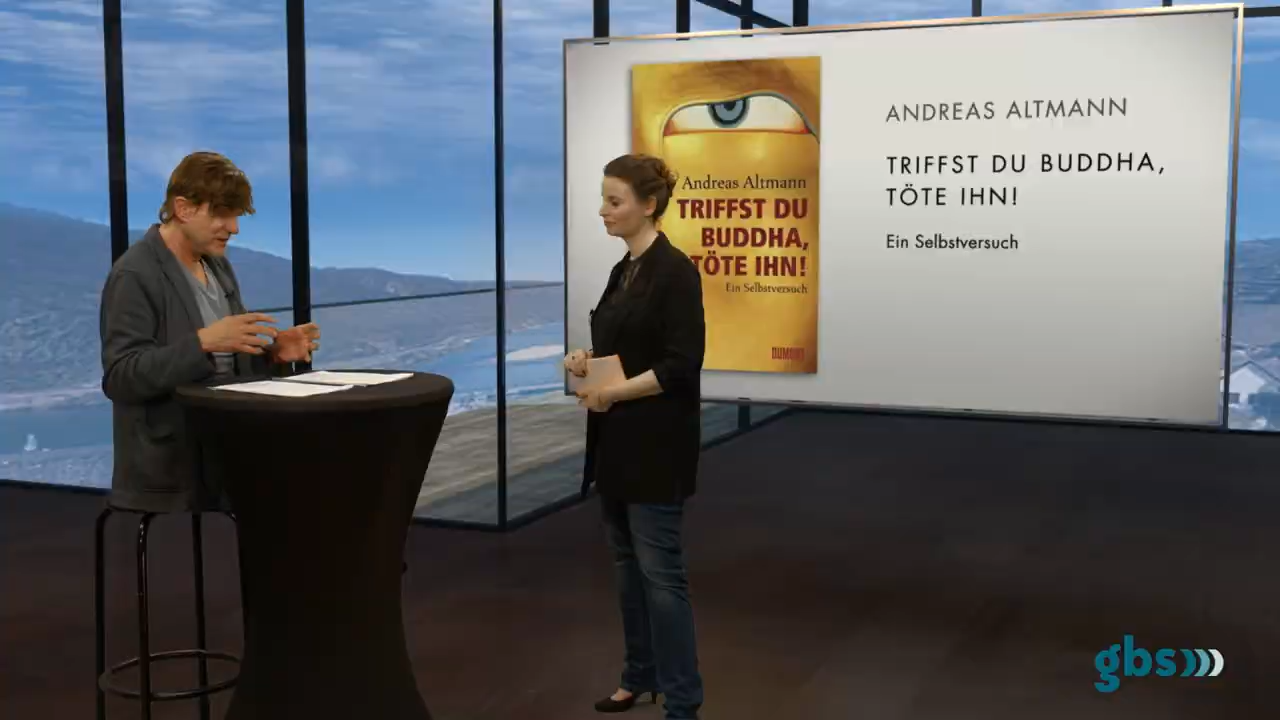 Andreas Altmann
TRIFFST DU
BUDDHA,
TÖTE IHN!
Ein Selbstversuch
DUMONT
ANDREAS ALTMANN
TRIFFST DU BUDDHA,
TÖTE IHN!
Ein Selbstversuch
gbs